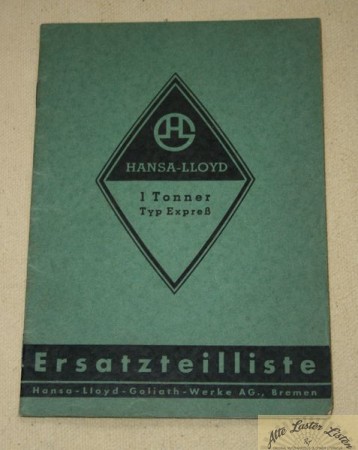 HANSA-LLOYD
1 Tonner
Typ Expreß
Ersatzteilliste
Hansa-Lloyd-Goliath-Werke AG., Bremen
Alte Laster Listen